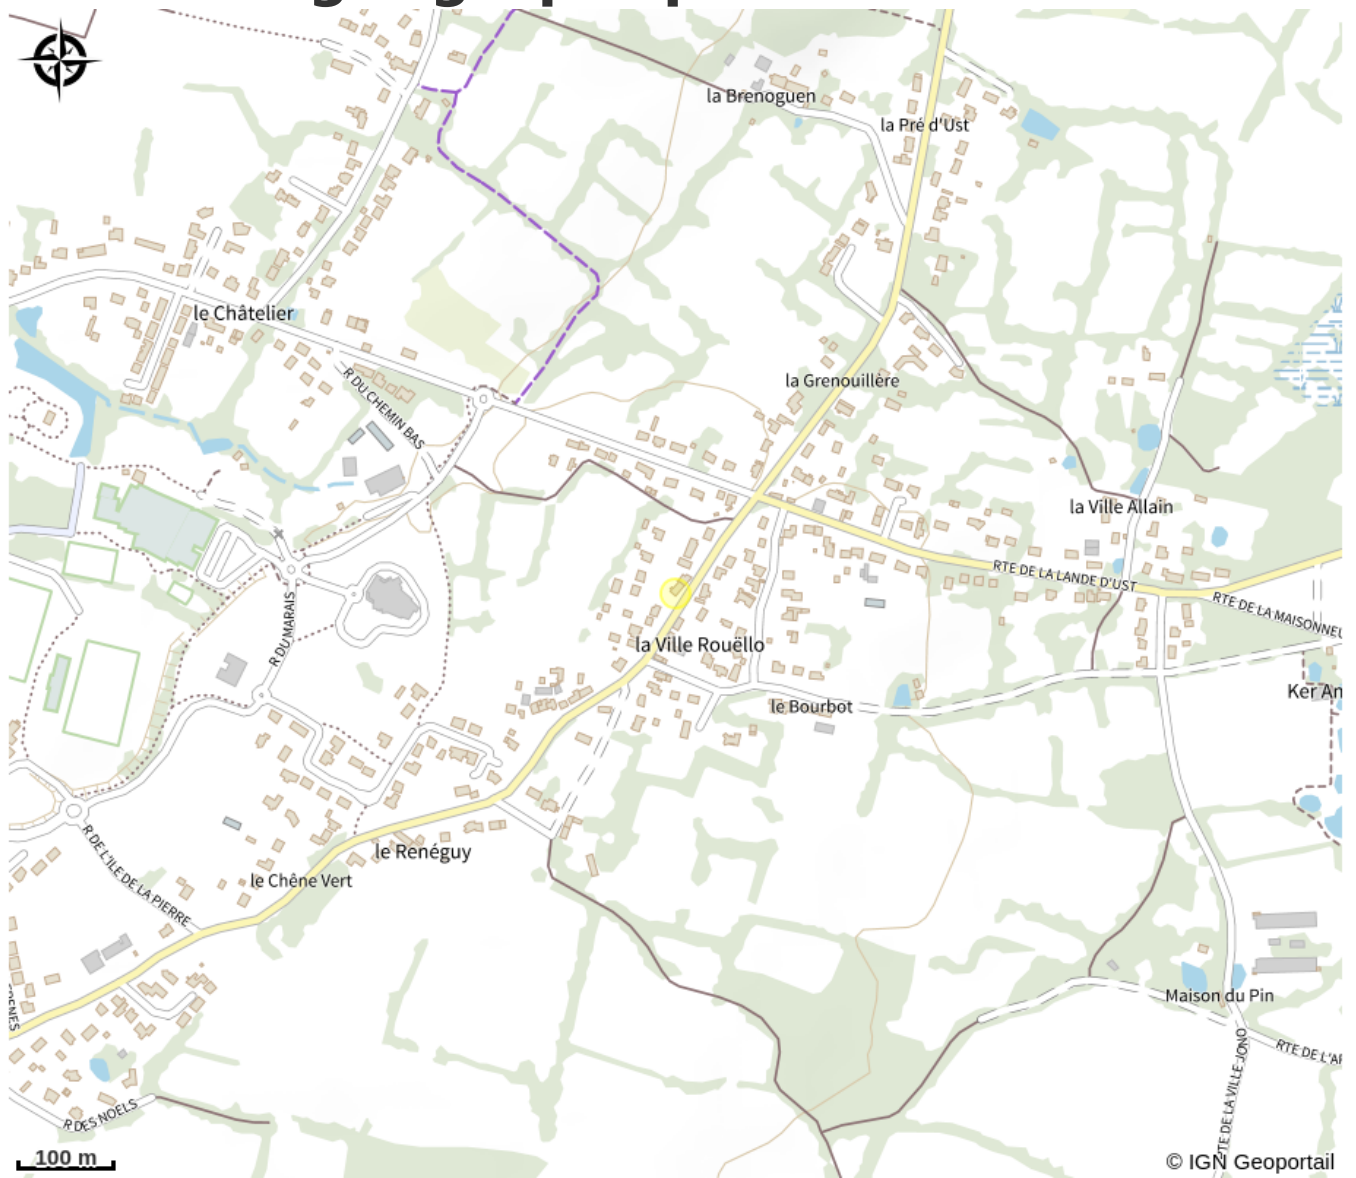 la Brenoguen
la Pré d'Ust
le Châtelier
R DU CHEMIN BAS
la Grenouillère
la Ville Allain
RTE DE LA LANDE D'UST
RTE DE LA MAISONNEU
R DU MARAIS
la Ville Rouëllo
Ker An
le Bourbot
le Renéguy
le Chêne Vert
R DE L'ILE DE LA PIERRE
Maison du Pin
RTE DE L'AR
TE DE LA VILLE JONO
R DES NOELS
100 m
© IGN Geoportail